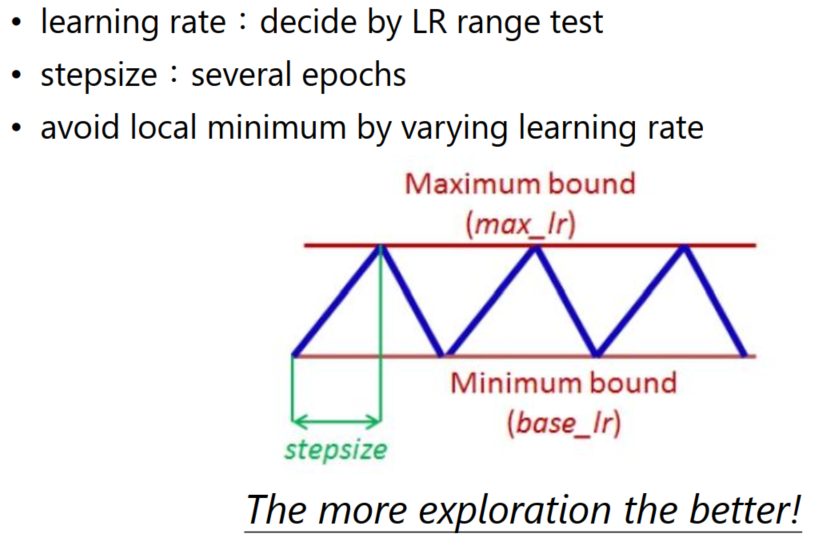 • learning rate：decide by LR range test
• stepsize：several epochs
• avoid local minimum by varying learning rate
Maximum bound
(max_lr)
Minimum bound
(base_lr)
stepsize
The more exploration the better!